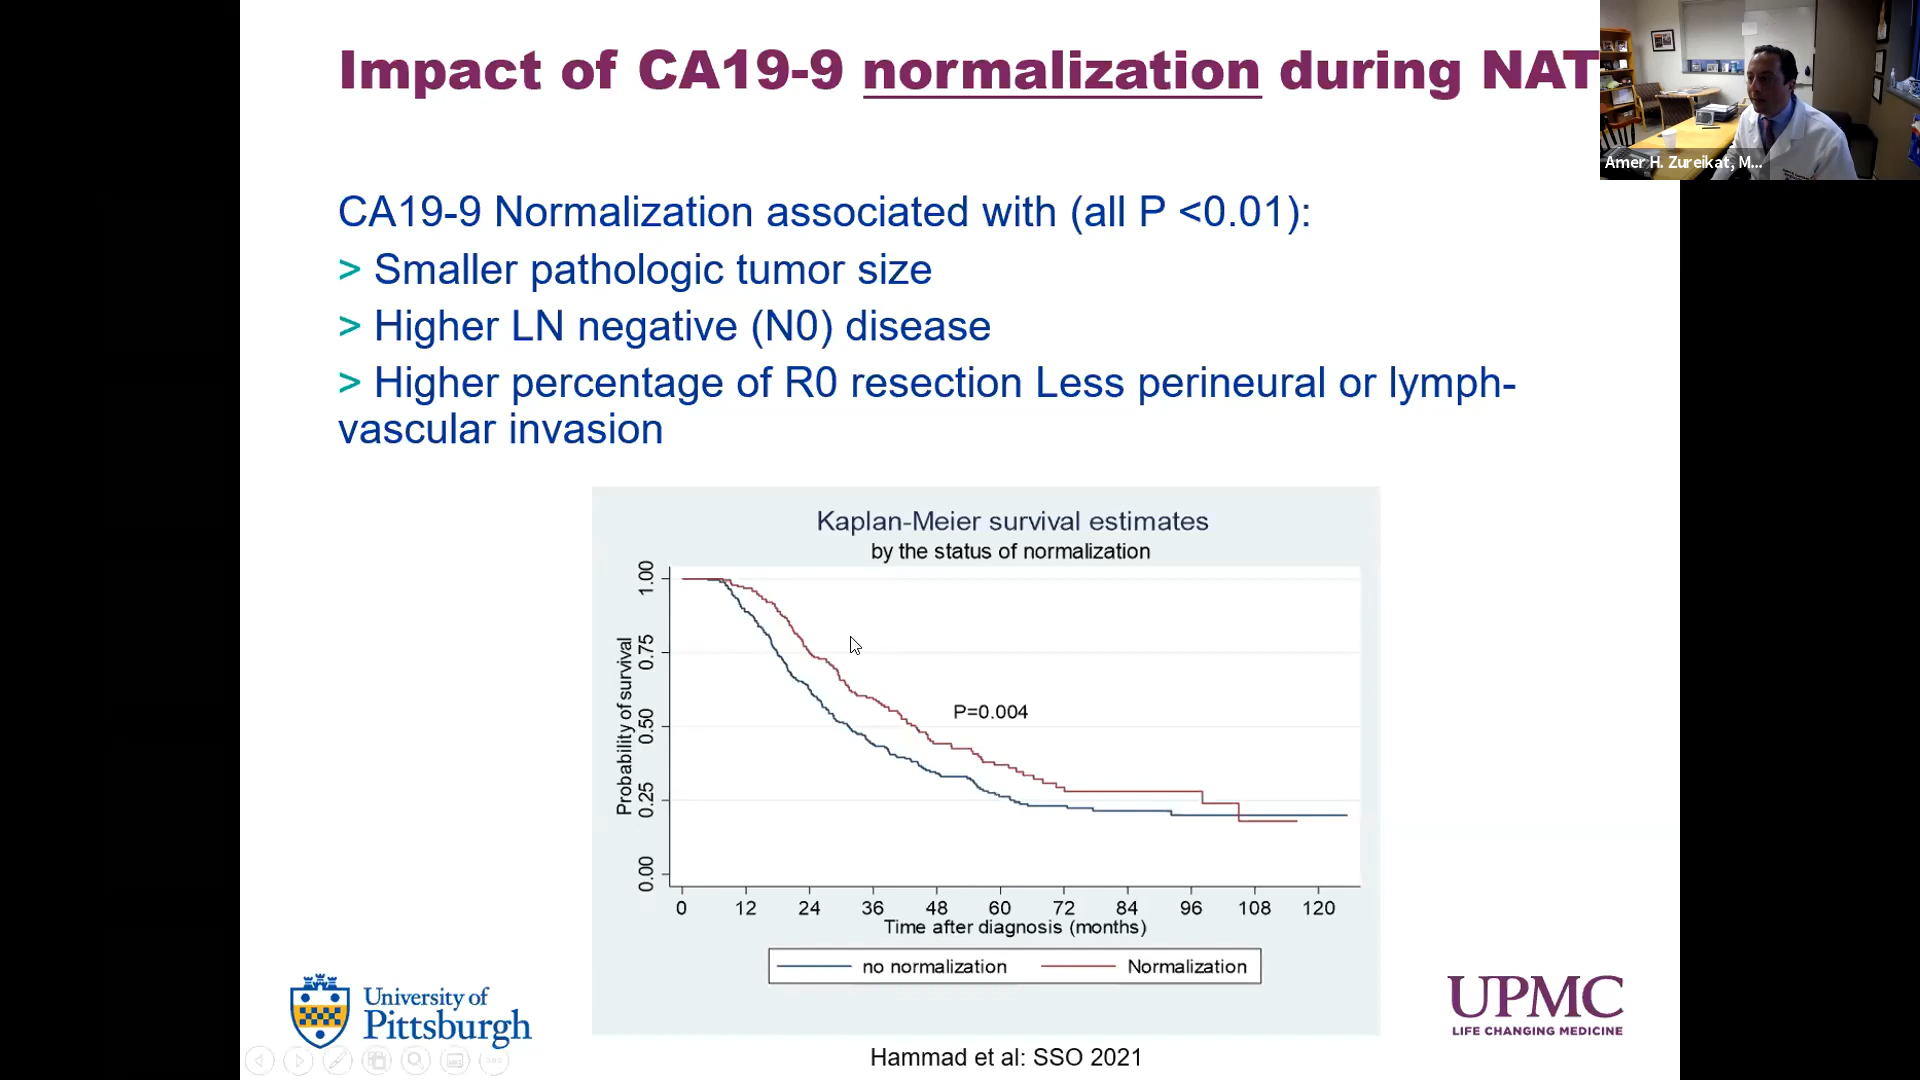 Impact of CA19-9 normalization during NAT
Amer H. Zureikat, M...
CA19-9 Normalization associated with (all P <0.01):
> Smaller pathologic tumor size
> Higher LN negative (N0) disease
> Higher percentage of R0 resection Less perineural or lymph-
vascular invasion
Kaplan-Meier survival estimates
by the status of normalization
Probability of survival
1.00
0.75
0.50
0.25
0.00
P=0.004
0 12 24 36 48 60 72 84 96 108 120
Time after diagnosis (months)
no normalization Normalization
University of
Pittsburgh
UPMC
LIFE CHANGING MEDICINE
Hammad et al: SSO 2021